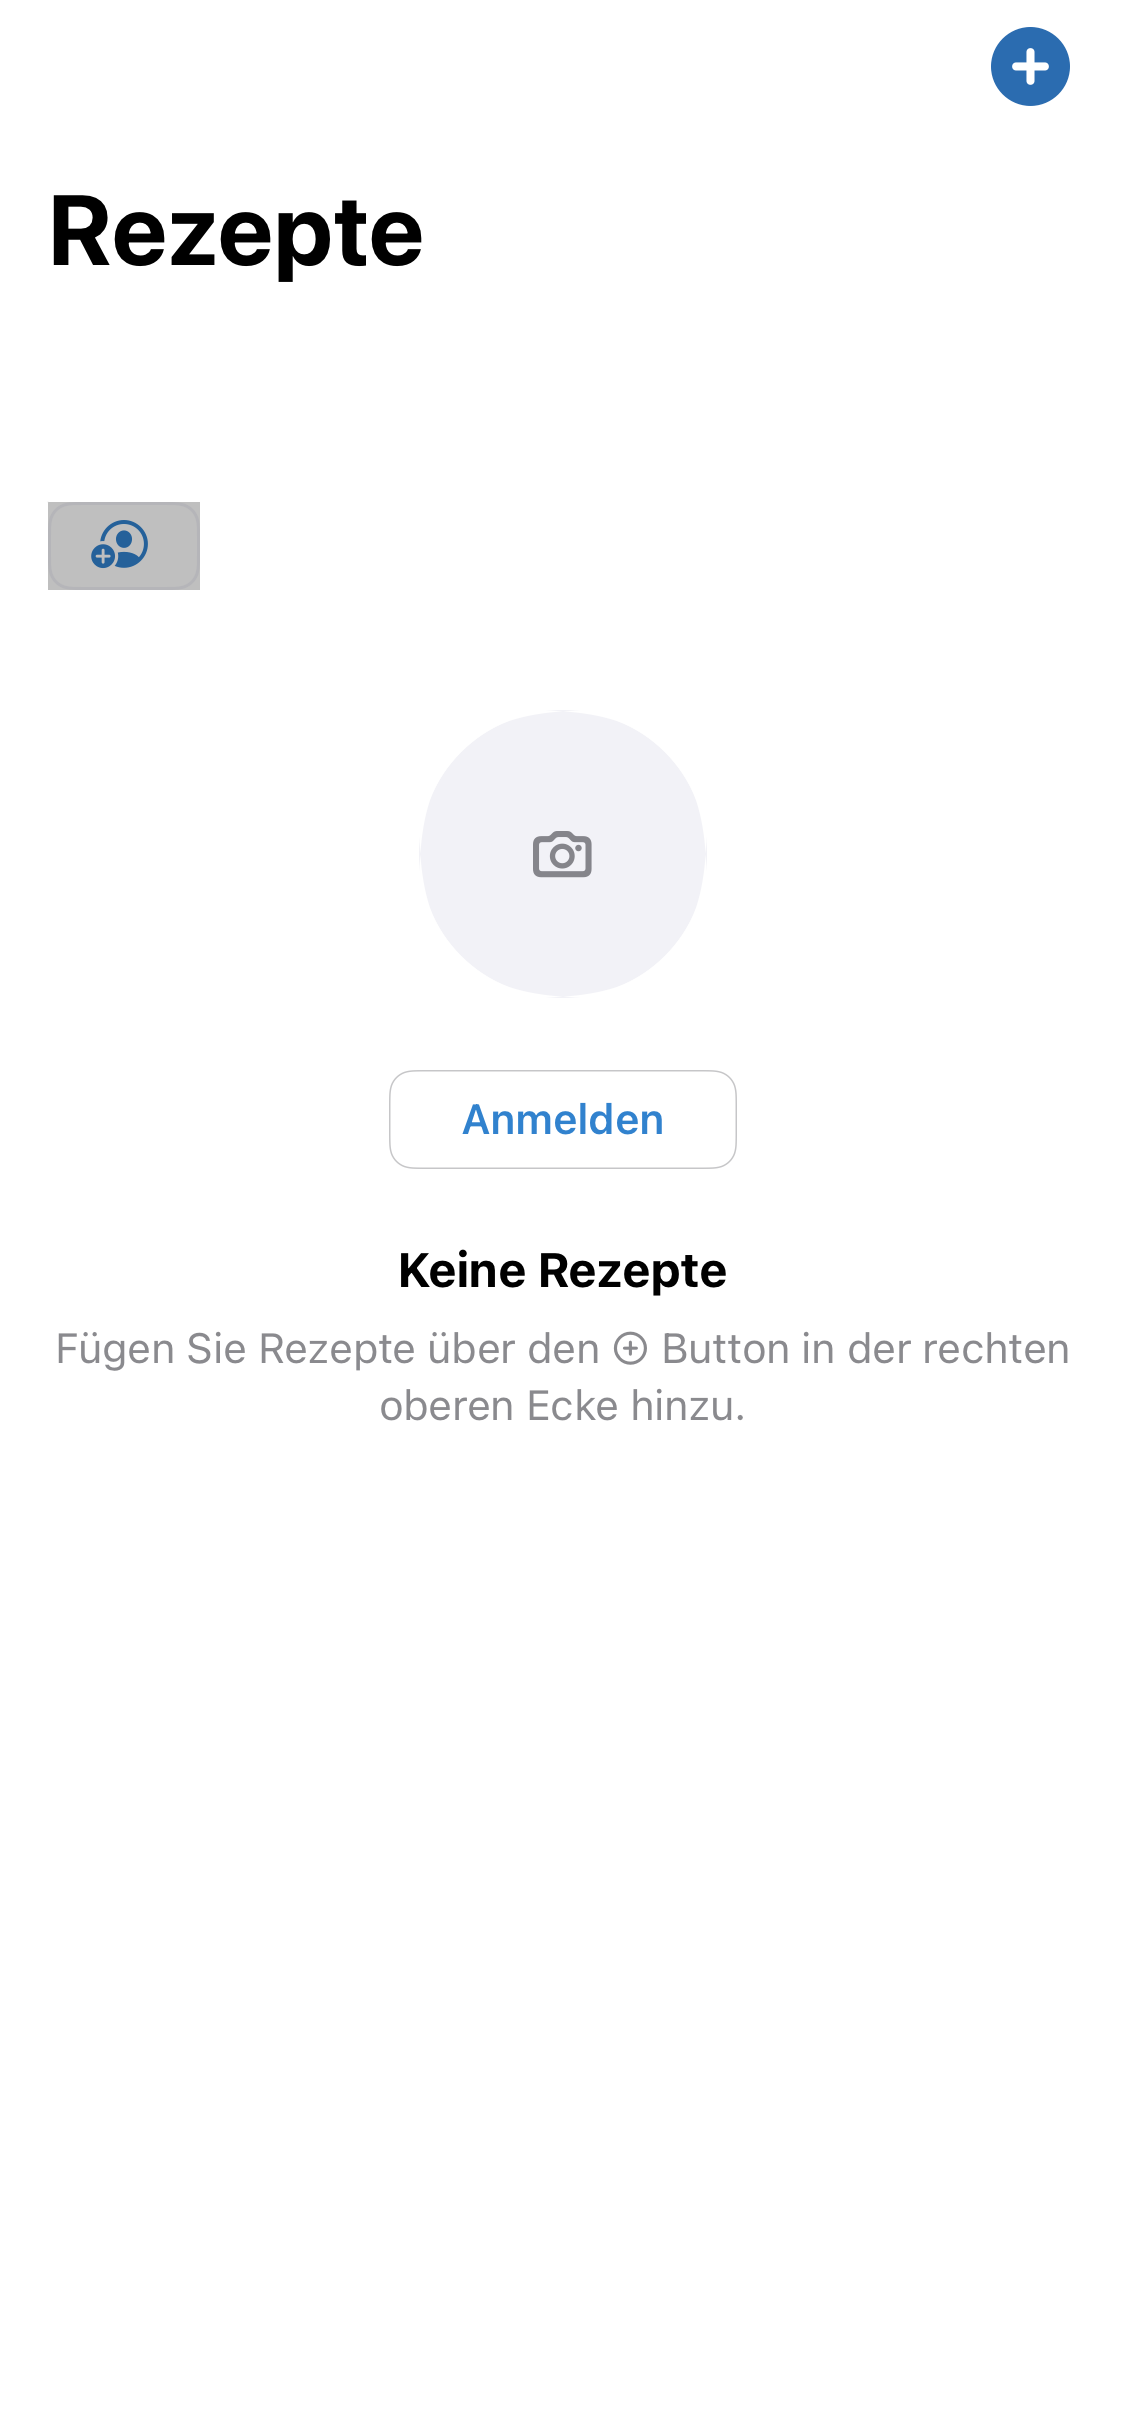 Rezepte
Anmelden
Keine Rezepte
Fügen Sie Rezepte über den ⊕ Button in der rechten
oberen Ecke hinzu.